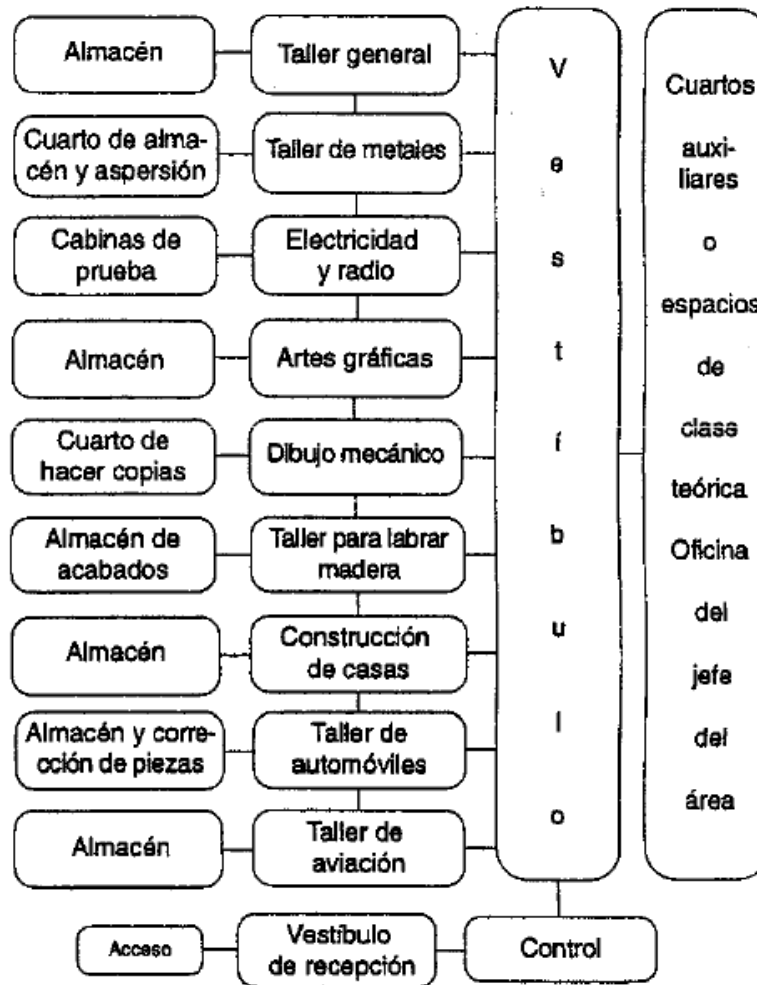 Almacén
Taller general
Cuarto de alma-
cén y aspersión
Taller de metales
Cabinas de
prueba
Electricidad
y radio
Almacén
Artes gráficas
Cuarto de
hacer copias
Dibujo mecánico
Almacén de
acabados
Taller para labrar
madera
Almacén
Construcción
de casas
Almacén y corre-
cción de piezas
Taller de
automóviles
Almacén
Taller de
aviación
V
e
s
t
í
b
u
l
o
Cuartos
auxi-
liares
o
espacios
de
clase
teórica
Oficina
del
jefe
del
área
Acceso
Vestíbulo
de recepción
Control